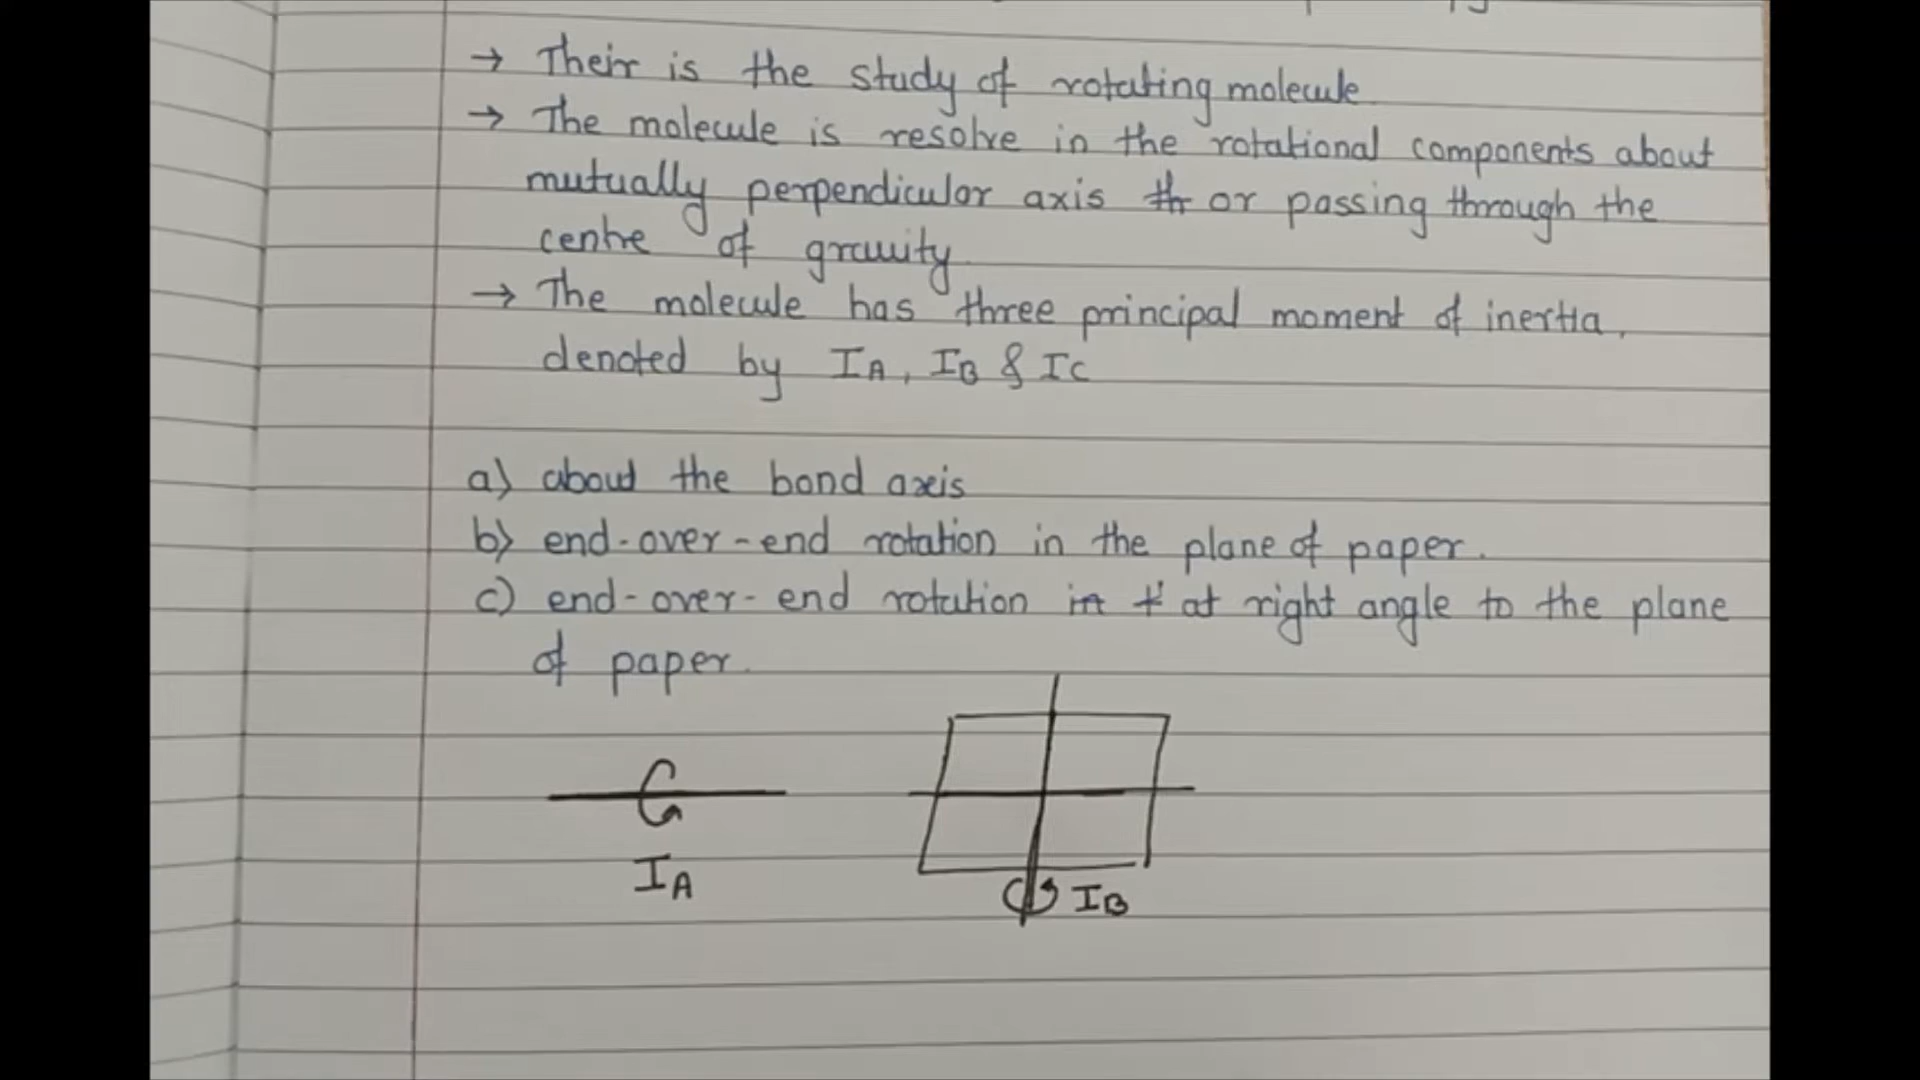 → Their is the study of rotating molecule
→ The molecule is resolve in the rotational components about
mutually perpendicular axis or passing through the
centre of gravity.
→ The molecule has three principal moment of inertia,
denoted by IA, IB & IC
a) about the bond axis
b) end-over-end rotation in the plane of paper.
c) end-over-end rotation at right angle to the plane
of paper.
IA
IB